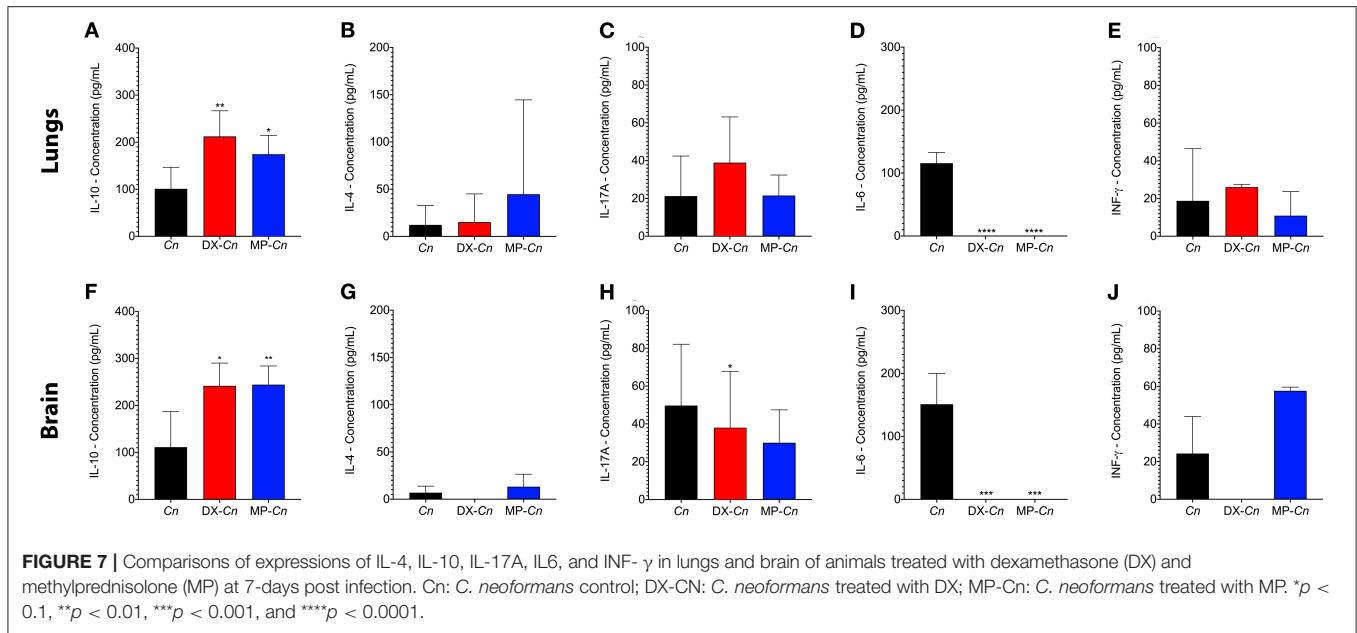 Lungs
A
IL-10 - Concentration (pg/mL
400
300
200
100
0
**
*
Cn
DX-Cn
MP-Cn
B
IL-4 - Concentration (pg/mL)
200
150
100
50
0
Cn
DX-Cn
MP-Cn
C
IL-17A - Concentration (pg/mL)
100
80
60
40
20
0
Cn
DX-Cn
MP-Cn
D
IL-6 - Concentration (pg/mL)
300
200
100
0
****
****
Cn
DX-Cn
MP-Cn
E
INF-γ - Concentration (pg/mL)
100
80
60
40
20
0
Cn
DX-Cn
MP-Cn
Brain
F
IL-10 - Concentration (pg/mL)
400
300
200
100
0
*
**
Cn
DX-Cn
MP-Cn
G
IL-4 - Concentration (pg/mL)
200
150
100
50
0
Cn
DX-Cn
MP-Cn
H
IL-17A - Concentration (pg/mL)
100
80
60
40
20
0
*
Cn
DX-Cn
MP-Cn
I
IL-6 - Concentration (pg/mL)
300
200
100
0
***
***
Cn
DX-Cn
MP-Cn
J
INF-γ - Concentration (pg/mL)
100
80
60
40
20
0
Cn
DX-Cn
MP-Cn
FIGURE 7 | Comparisons of expressions of IL-4, IL-10, IL-17A, IL6, and INF- γ in lungs and brain of animals treated with dexamethasone (DX) and
methylprednisolone (MP) at 7-days post infection. Cn: C. neoformans control; DX-CN: C. neoformans treated with DX; MP-Cn: C. neoformans treated with MP. *p <
0.1, **p < 0.01, ***p < 0.001, and ****p < 0.0001.